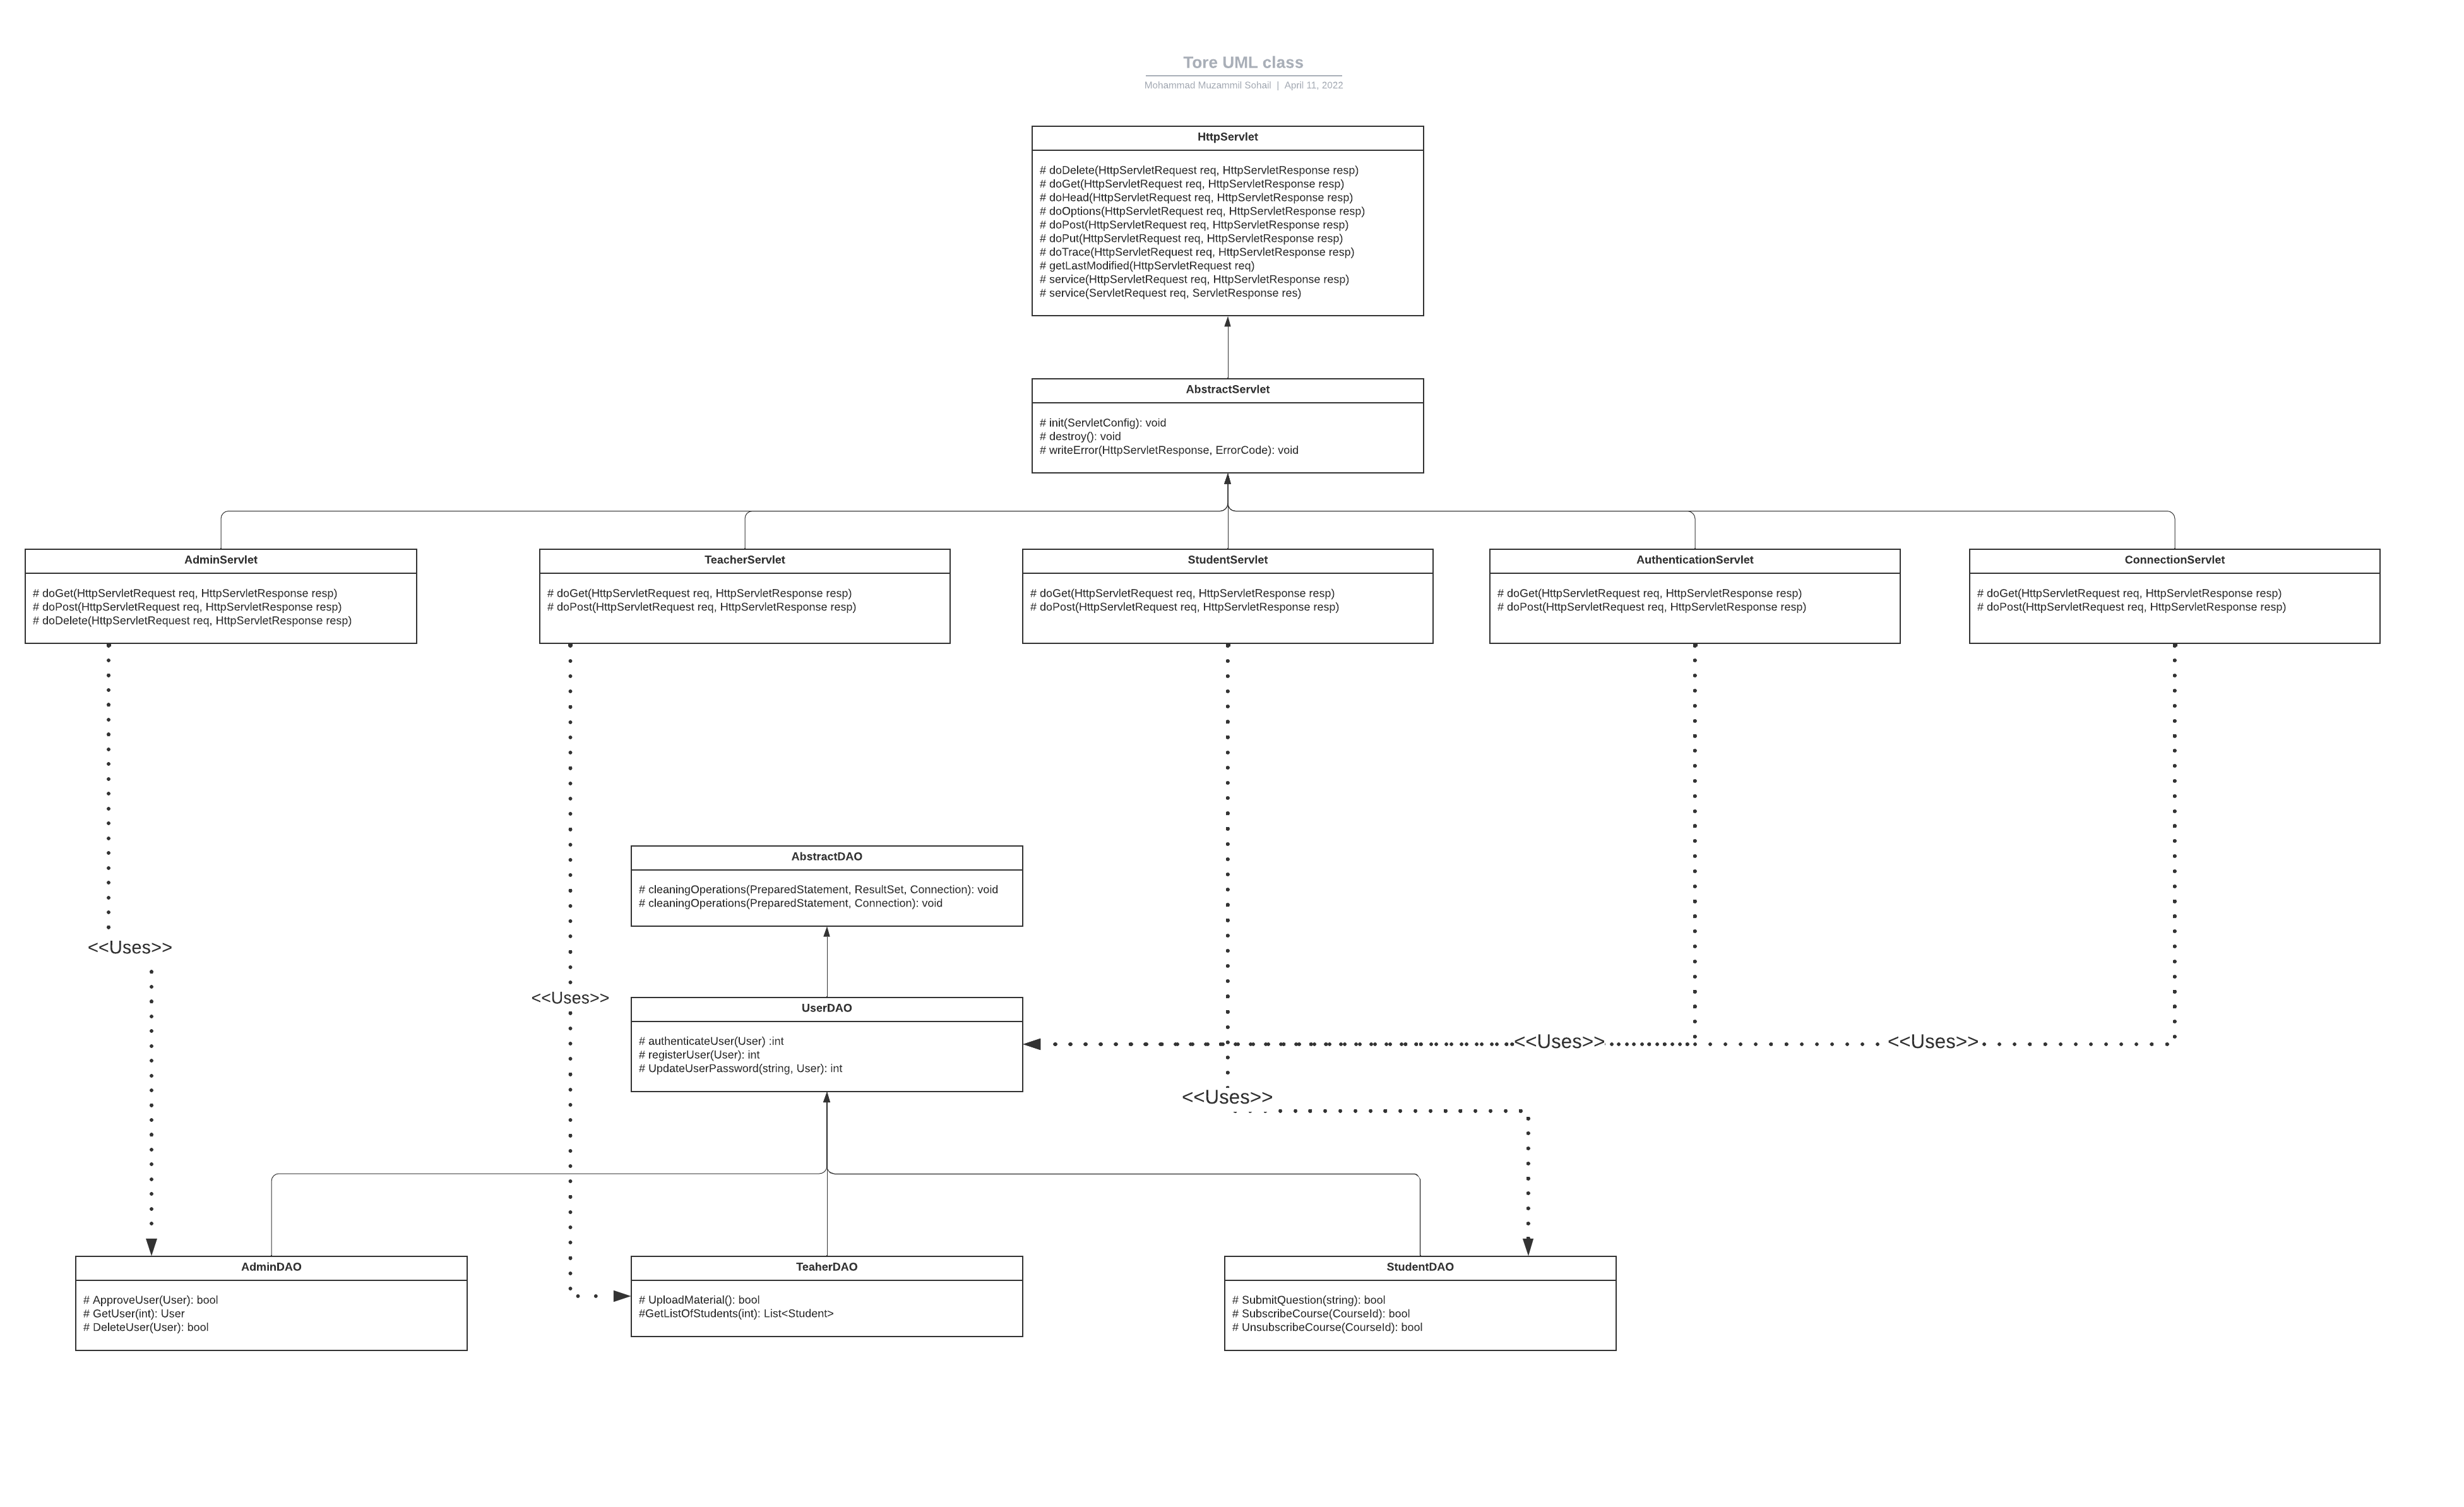 Tore UML class
Mohammad Muzammil Sohail | April 11, 2022
HttpServlet
# doDelete(HttpServletRequest req, HttpServletResponse resp)
# doGet(HttpServletRequest req, HttpServletResponse resp)
# doHead(HttpServletRequest req, HttpServletResponse resp)
# doOptions(HttpServletRequest req, HttpServletResponse resp)
# doPost(HttpServletRequest req, HttpServletResponse resp)
# doPut(HttpServletRequest req, HttpServletResponse resp)
# doTrace(HttpServletRequest req, HttpServletResponse resp)
# getLastModified(HttpServletRequest req)
# service(HttpServletRequest req, HttpServletResponse resp)
# service(ServletRequest req, ServletResponse res)
AbstractServlet
# init(ServletConfig): void
# destroy(): void
# writeError(HttpServletResponse, ErrorCode): void
AdminServlet
# doGet(HttpServletRequest req, HttpServletResponse resp)
# doPost(HttpServletRequest req, HttpServletResponse resp)
# doDelete(HttpServletRequest req, HttpServletResponse resp)
TeacherServlet
# doGet(HttpServletRequest req, HttpServletResponse resp)
# doPost(HttpServletRequest req, HttpServletResponse resp)
StudentServlet
# doGet(HttpServletRequest req, HttpServletResponse resp)
# doPost(HttpServletRequest req, HttpServletResponse resp)
AuthenticationServlet
# doGet(HttpServletRequest req, HttpServletResponse resp)
# doPost(HttpServletRequest req, HttpServletResponse resp)
ConnectionServlet
# doGet(HttpServletRequest req, HttpServletResponse resp)
# doPost(HttpServletRequest req, HttpServletResponse resp)
AbstractDAO
# cleaningOperations(PreparedStatement, ResultSet, Connection): void
# cleaningOperations(PreparedStatement, Connection): void
<<Uses>>
<<Uses>>
UserDAO
# authenticateUser(User) :int
# registerUser(User): int
# UpdateUserPassword(string, User): int
<<Uses>>
<<Uses>>
<<Uses>>
AdminDAO
# ApproveUser(User): bool
# GetUser(int): User
# DeleteUser(User): bool
TeaherDAO
# UploadMaterial(): bool
#GetListOfStudents(int): List<Student>
StudentDAO
# SubmitQuestion(string): bool
# SubscribeCourse(CourseId): bool
# UnsubscribeCourse(CourseId): bool